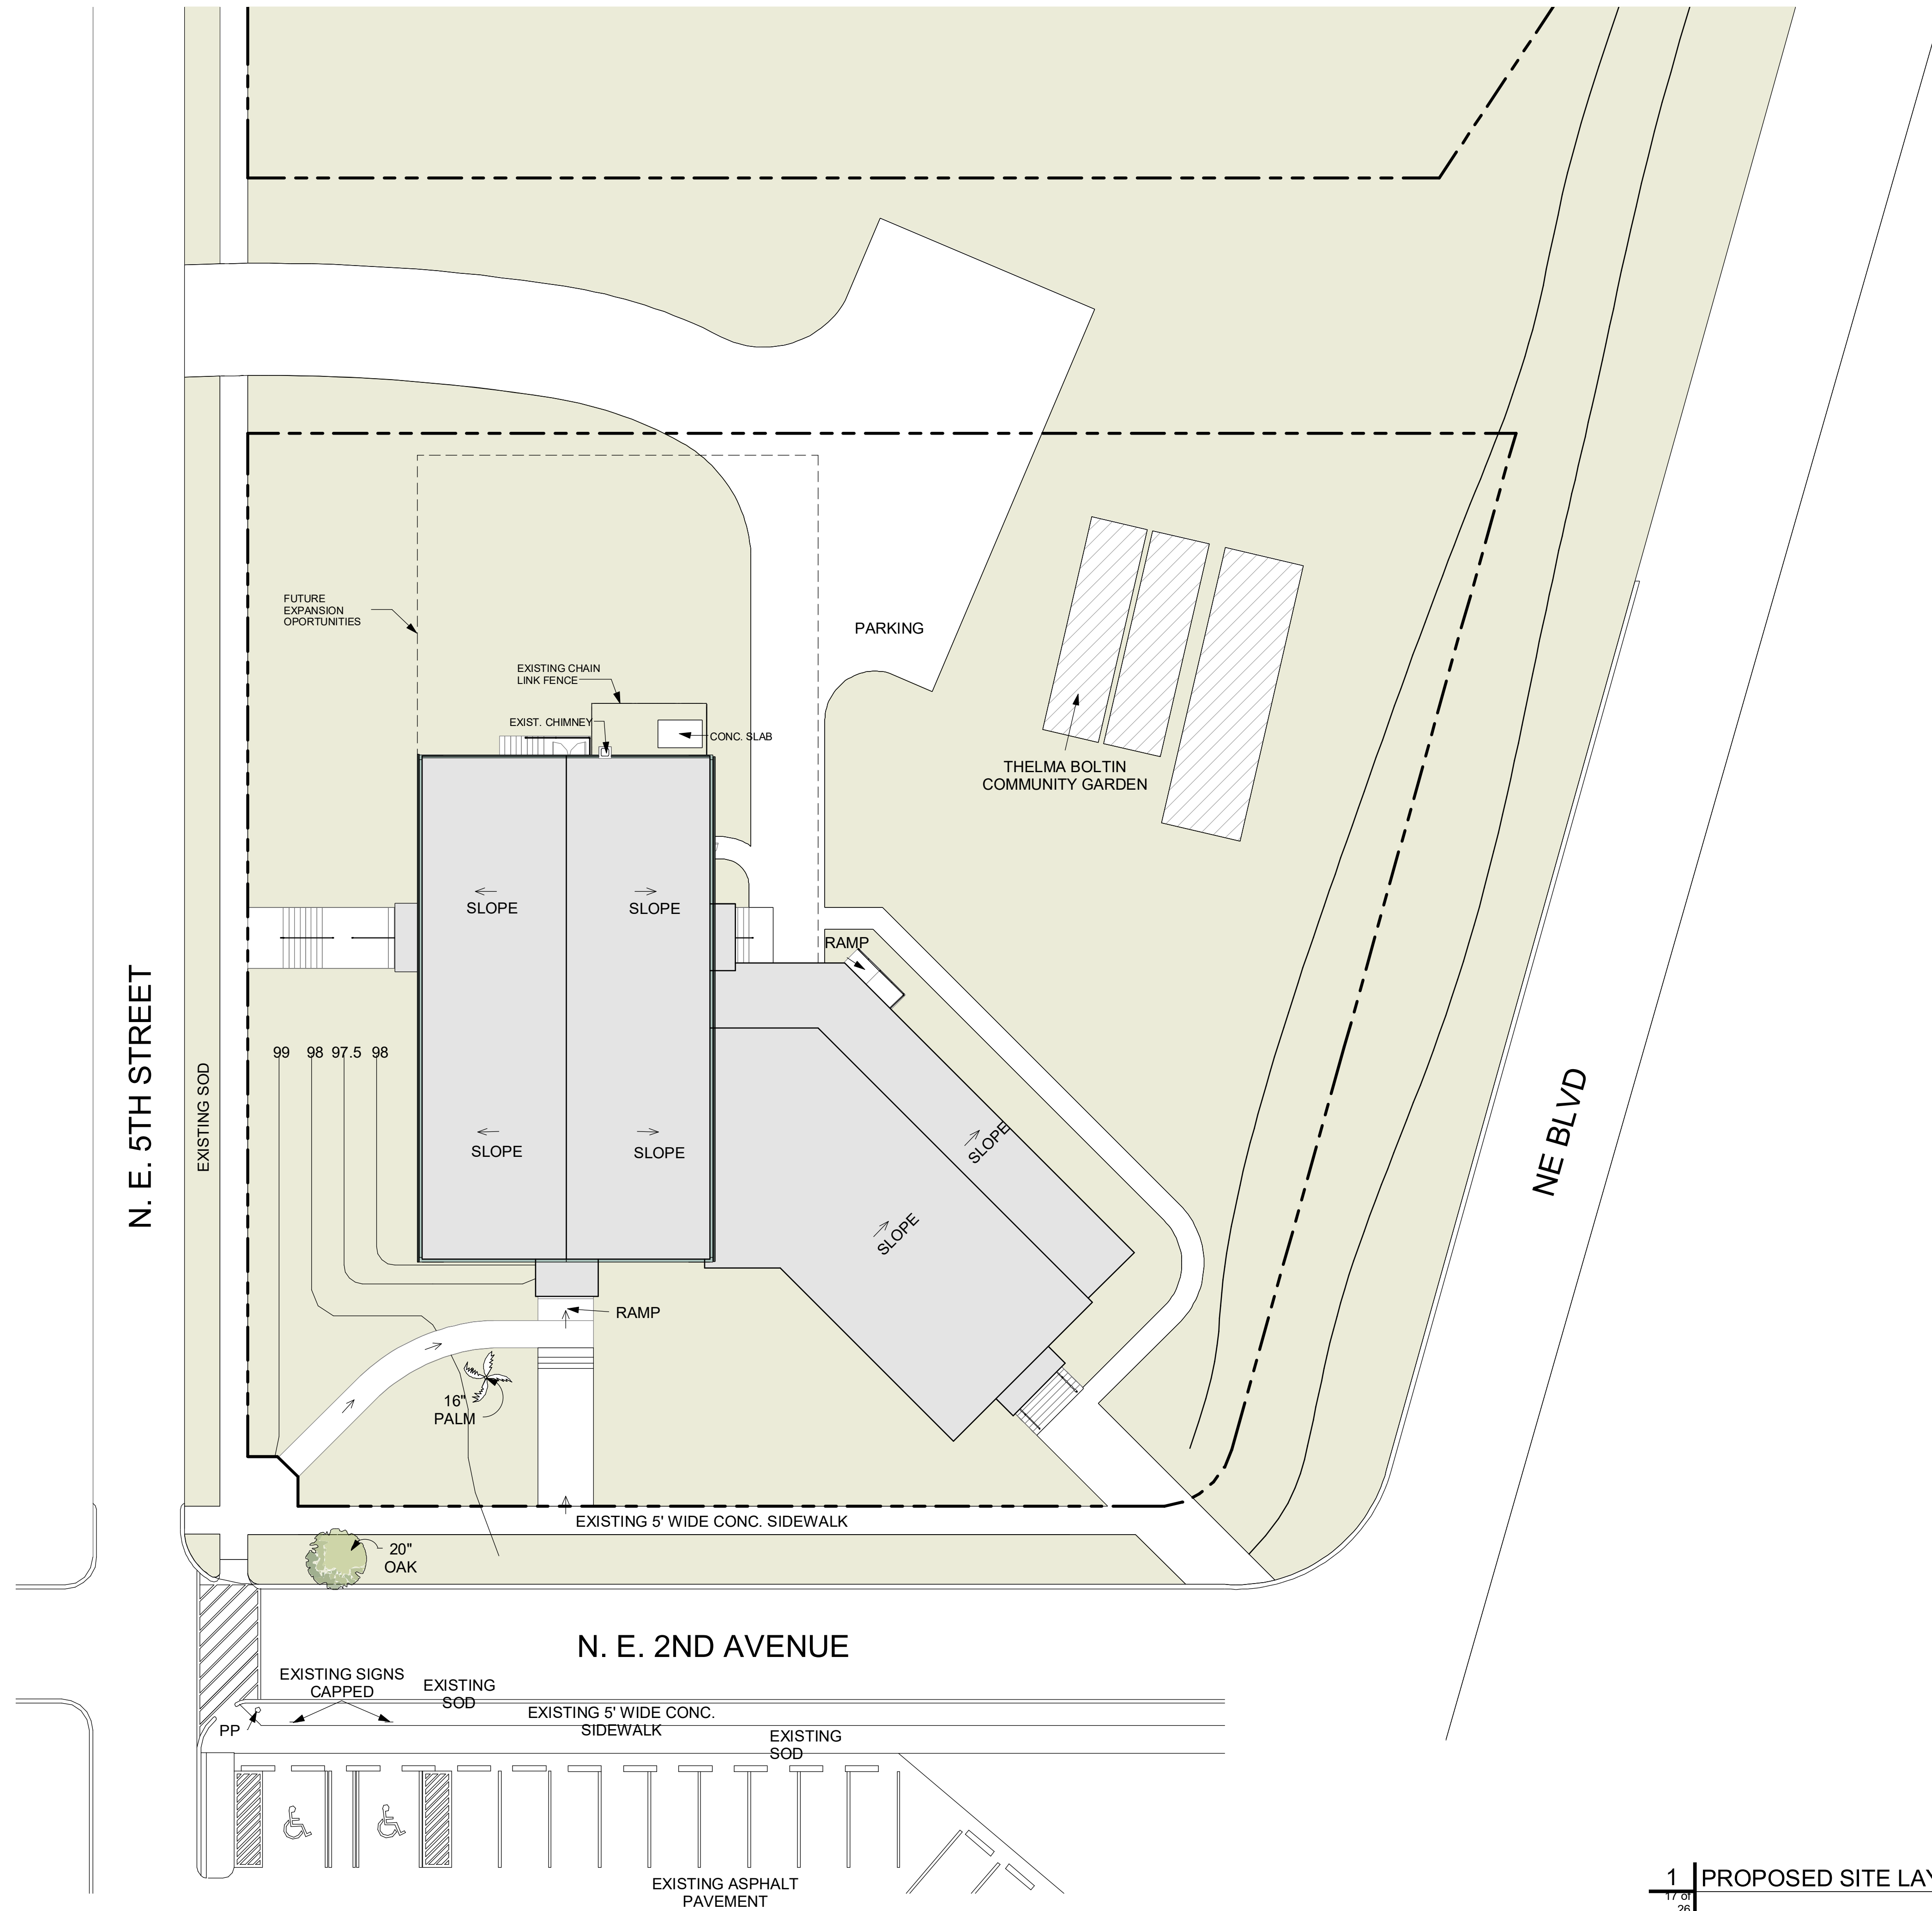 FUTURE
EXPANSION
OPORTUNITIES
PARKING
EXISTING CHAIN
LINK FENCE
EXIST. CHIMNEY
CONC. SLAB
THELMA BOLTIN
COMMUNITY GARDEN
SLOPE
SLOPE
RAMP
N. E. 5TH STREET
EXISTING SOD
99
98
97.5
98
SLOPE
SLOPE
SLOPE
SLOPE
NE BLVD
RAMP
16"
PALM
EXISTING 5' WIDE CONC. SIDEWALK
20"
OAK
N. E. 2ND AVENUE
EXISTING SIGNS
CAPPED
EXISTING
SOD
EXISTING 5' WIDE CONC.
SIDEWALK
PP
EXISTING
SOD
EXISTING ASPHALT
PAVEMENT
1
17 of
26
PROPOSED SITE LAY